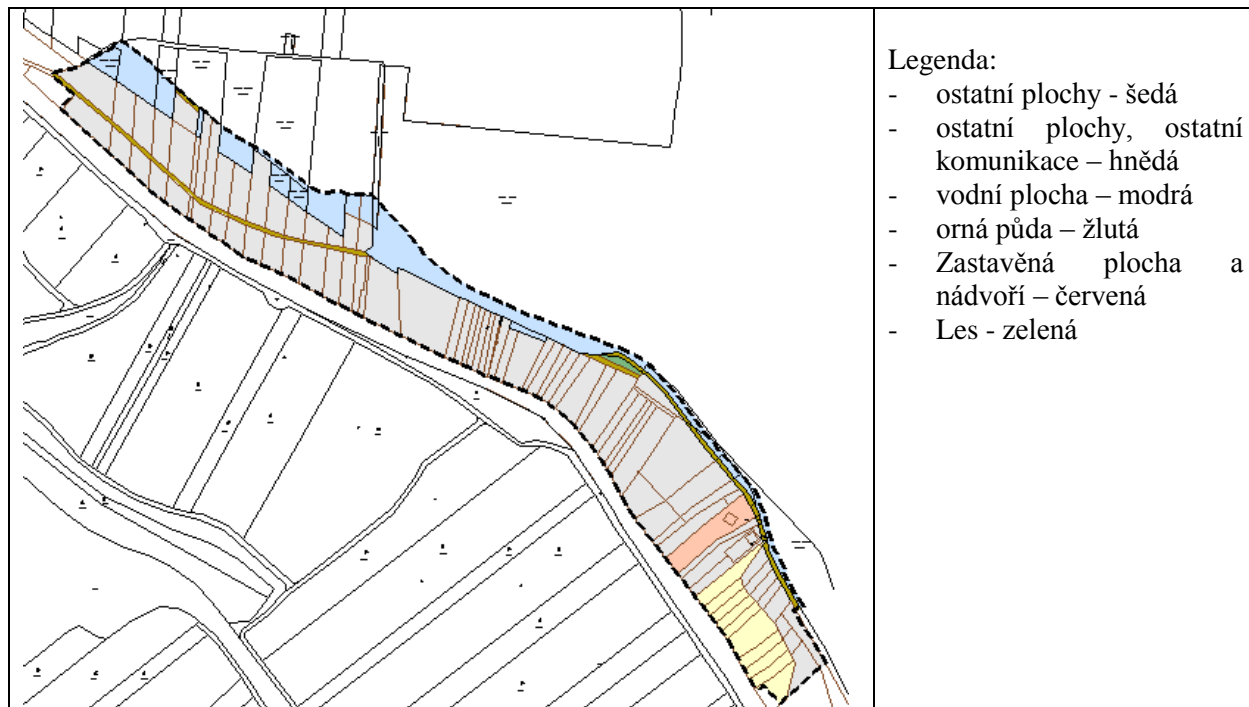 Legenda:
- ostatní plochy - šedá
- ostatní plochy, ostatní
komunikace – hnědá
- vodní plocha – modrá
- orná půda – žlutá
- Zastavěná plocha a
nádvoří – červená
- Les - zelená